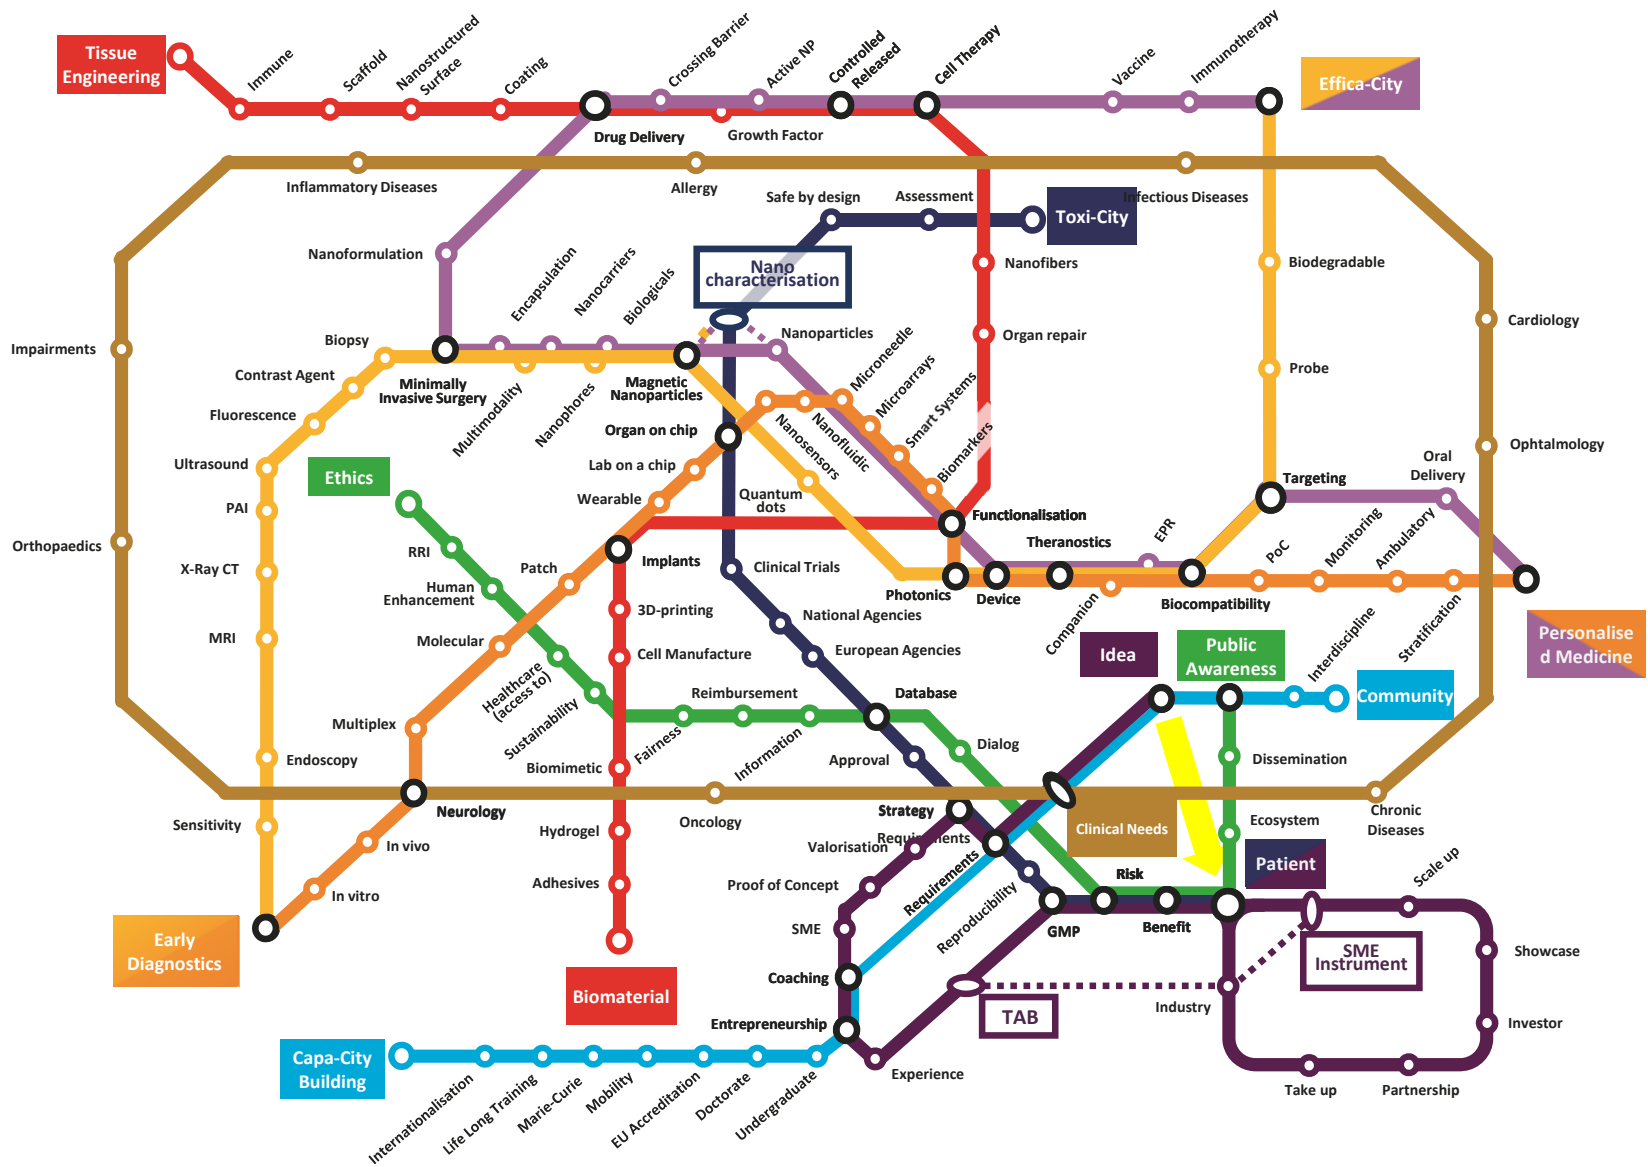 Tissue
Engineering
Immune
Scaffold
Nanostructured
Surface
Coating
Crossing Barrier
Active NP
Controlled
Released
Cell Therapy
Vaccine
Immunotherapy
Effica-City
Drug Delivery
Growth Factor
Inflammatory Diseases
Allergy
Infectious Diseases
Safe by design
Assessment
Toxi-City
Nanoformulation
Encapsulation
Nanocarriers
Biologicals
Nano
characterisation
Nanofibers
Biodegradable
Cardiology
Impairments
Biopsy
Nanoparticles
Organ repair
Contrast Agent
Minimally
Invasive Surgery
Magnetic
Nanoparticles
Microneedle
Microarrays
Smart Systems
Biomarkers
Probe
Fluorescence
Multimodality
Nanophores
Organ on chip
Nanosensors
Nanofluidic
Ophtalmology
Ultrasound
Ethics
Lab on a chip
Oral
Delivery
Targeting
PAI
Wearable
Quantum
dots
Functionalisation
Theranostics
EPR
PoC
Monitoring
Ambulatory
Orthopaedics
RRI
Implants
X-Ray CT
Patch
Clinical Trials
Photonics
Device
Biocompatibility
Human
Enhancement
3D-printing
National Agencies
Companion
Interdiscipline
Stratification
Personalise
d Medicine
MRI
Molecular
Cell Manufacture
European Agencies
Idea
Public
Awareness
Healthcare
(access to)
Sustainability
Reimbursement
Database
Community
Multiplex
Fairness
Information
Dialog
Endoscopy
Biomimetic
Approval
Dissemination
Neurology
Oncology
Strategy
Clinical Needs
Chronic
Diseases
Sensitivity
Hydrogel
Requirements
Ecosystem
In vivo
Valorisation
Requirements
Patient
In vitro
Adhesives
Proof of Concept
Reproducibility
Risk
Scale up
SME
GMP
Benefit
Early
Diagnostics
SME
Instrument
Showcase
Biomaterial
Coaching
TAB
Industry
Entrepreneurship
Investor
Capa-City
Building
Experience
Take up
Partnership
Internationalisation
Life Long Training
Marie-Curie
Mobility
EU Accreditation
Doctorate
Undergraduate